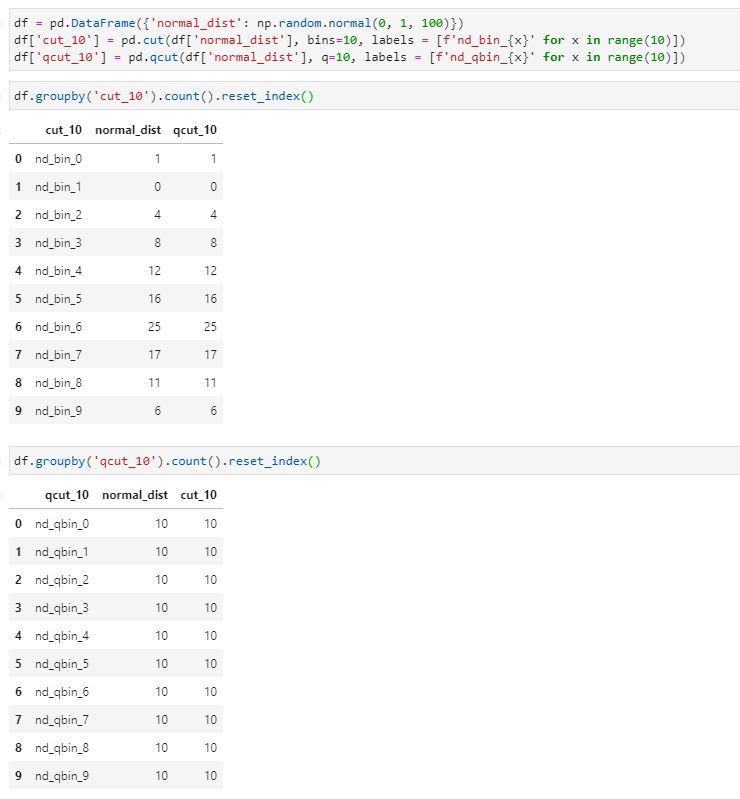 df = pd.DataFrame({'normal_dist': np.random.normal(0, 1, 100)})
df['cut_10'] = pd.cut(df['normal_dist'], bins=10, labels = [f'nd_bin_{x}' for x in range(10)])
df['qcut_10'] = pd.qcut(df['normal_dist'], q=10, labels = [f'nd_qbin_{x}' for x in range(10)])
df.groupby('cut_10').count().reset_index()
cut_10 normal_dist qcut_10
0 nd_bin_0 1 1
1 nd_bin_1 0 0
2 nd_bin_2 4 4
3 nd_bin_3 8 8
4 nd_bin_4 12 12
5 nd_bin_5 16 16
6 nd_bin_6 25 25
7 nd_bin_7 17 17
8 nd_bin_8 11 11
9 nd_bin_9 6 6
df.groupby('qcut_10').count().reset_index()
qcut_10 normal_dist cut_10
0 nd_qbin_0 10 10
1 nd_qbin_1 10 10
2 nd_qbin_2 10 10
3 nd_qbin_3 10 10
4 nd_qbin_4 10 10
5 nd_qbin_5 10 10
6 nd_qbin_6 10 10
7 nd_qbin_7 10 10
8 nd_qbin_8 10 10
9 nd_qbin_9 10 10